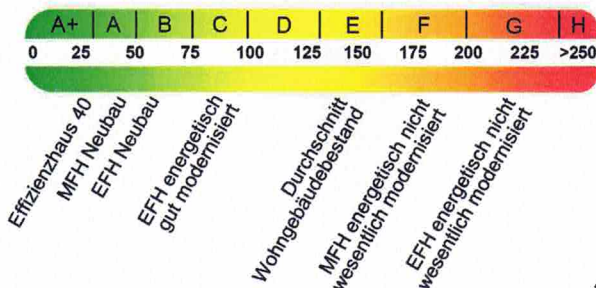 A+ A B C D E F G H
0 25 50 75 100 125 150 175 200 225 >250
Effizienzhaus 40
MFH Neubau
EFH Neubau
EFH energetisch
gut modernisiert
Durchschnitt
Wohngebäudebestand
MFH energetisch nicht
wesentlich modernisiert
EFH energetisch nicht
wesentlich modernisiert